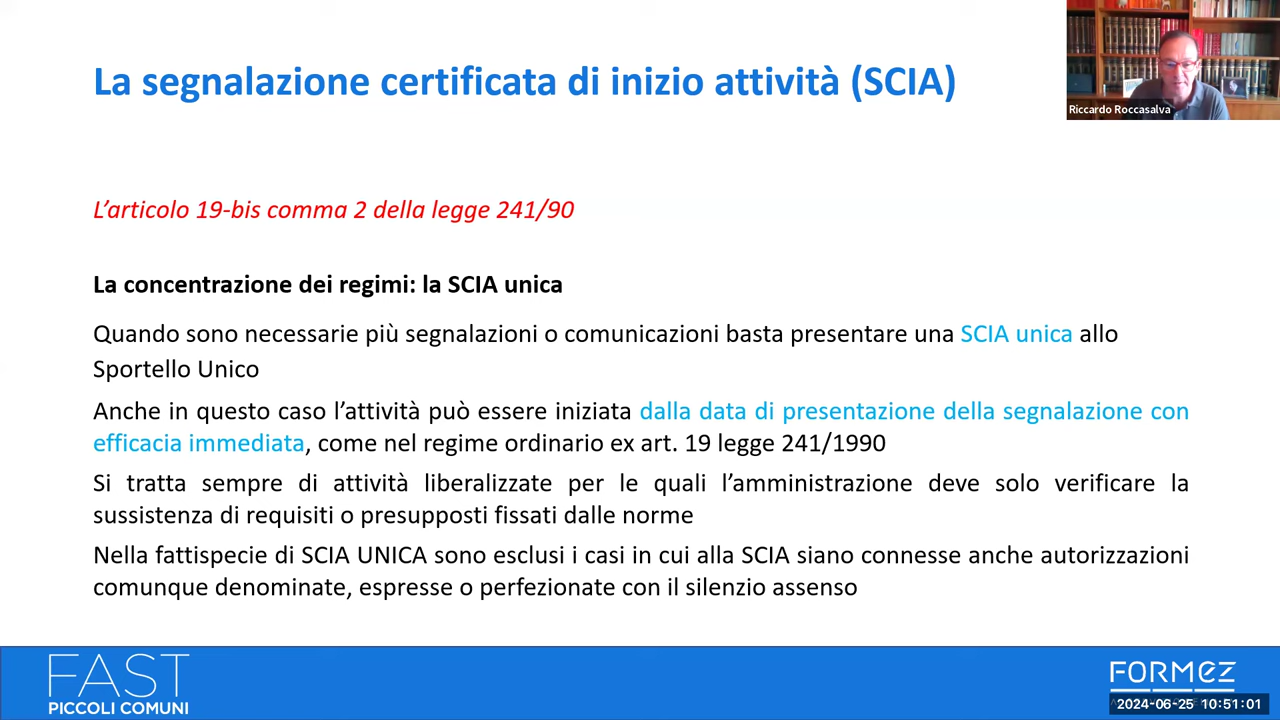 La segnalazione certificata di inizio attività (SCIA)
Riccardo Roccasalva
L’articolo 19-bis comma 2 della legge 241/90
La concentrazione dei regimi: la SCIA unica
Quando sono necessarie più segnalazioni o comunicazioni basta presentare una SCIA unica allo
Sportello Unico
Anche in questo caso l’attività può essere iniziata dalla data di presentazione della segnalazione con
efficacia immediata, come nel regime ordinario ex art. 19 legge 241/1990
Si tratta sempre di attività liberalizzate per le quali l’amministrazione deve solo verificare la
sussistenza di requisiti o presupposti fissati dalle norme
Nella fattispecie di SCIA UNICA sono esclusi i casi in cui alla SCIA siano connesse anche autorizzazioni
comunque denominate, espresse o perfezionate con il silenzio assenso
FAST
PICCOLI COMUNI
FORMEZ
2024-06-25 10:51:01